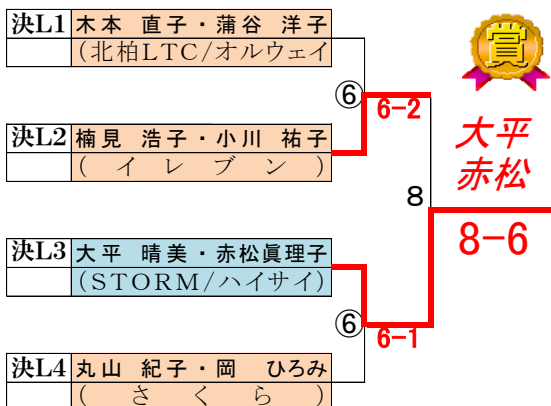 決L1 木本 直子・蒲谷 洋子
(北柏LTC/オルウェイ
⑥
6-2
賞
決L2 楠見 浩子・小川 祐子
( イ レ ブ ン )
大平
赤松
8
8-6
決L3 大平 晴美・赤松眞理子
(STORM/ハイサイ)
⑥
6-1
決L4 丸山 紀子・岡 ひろみ
( さ く ら )